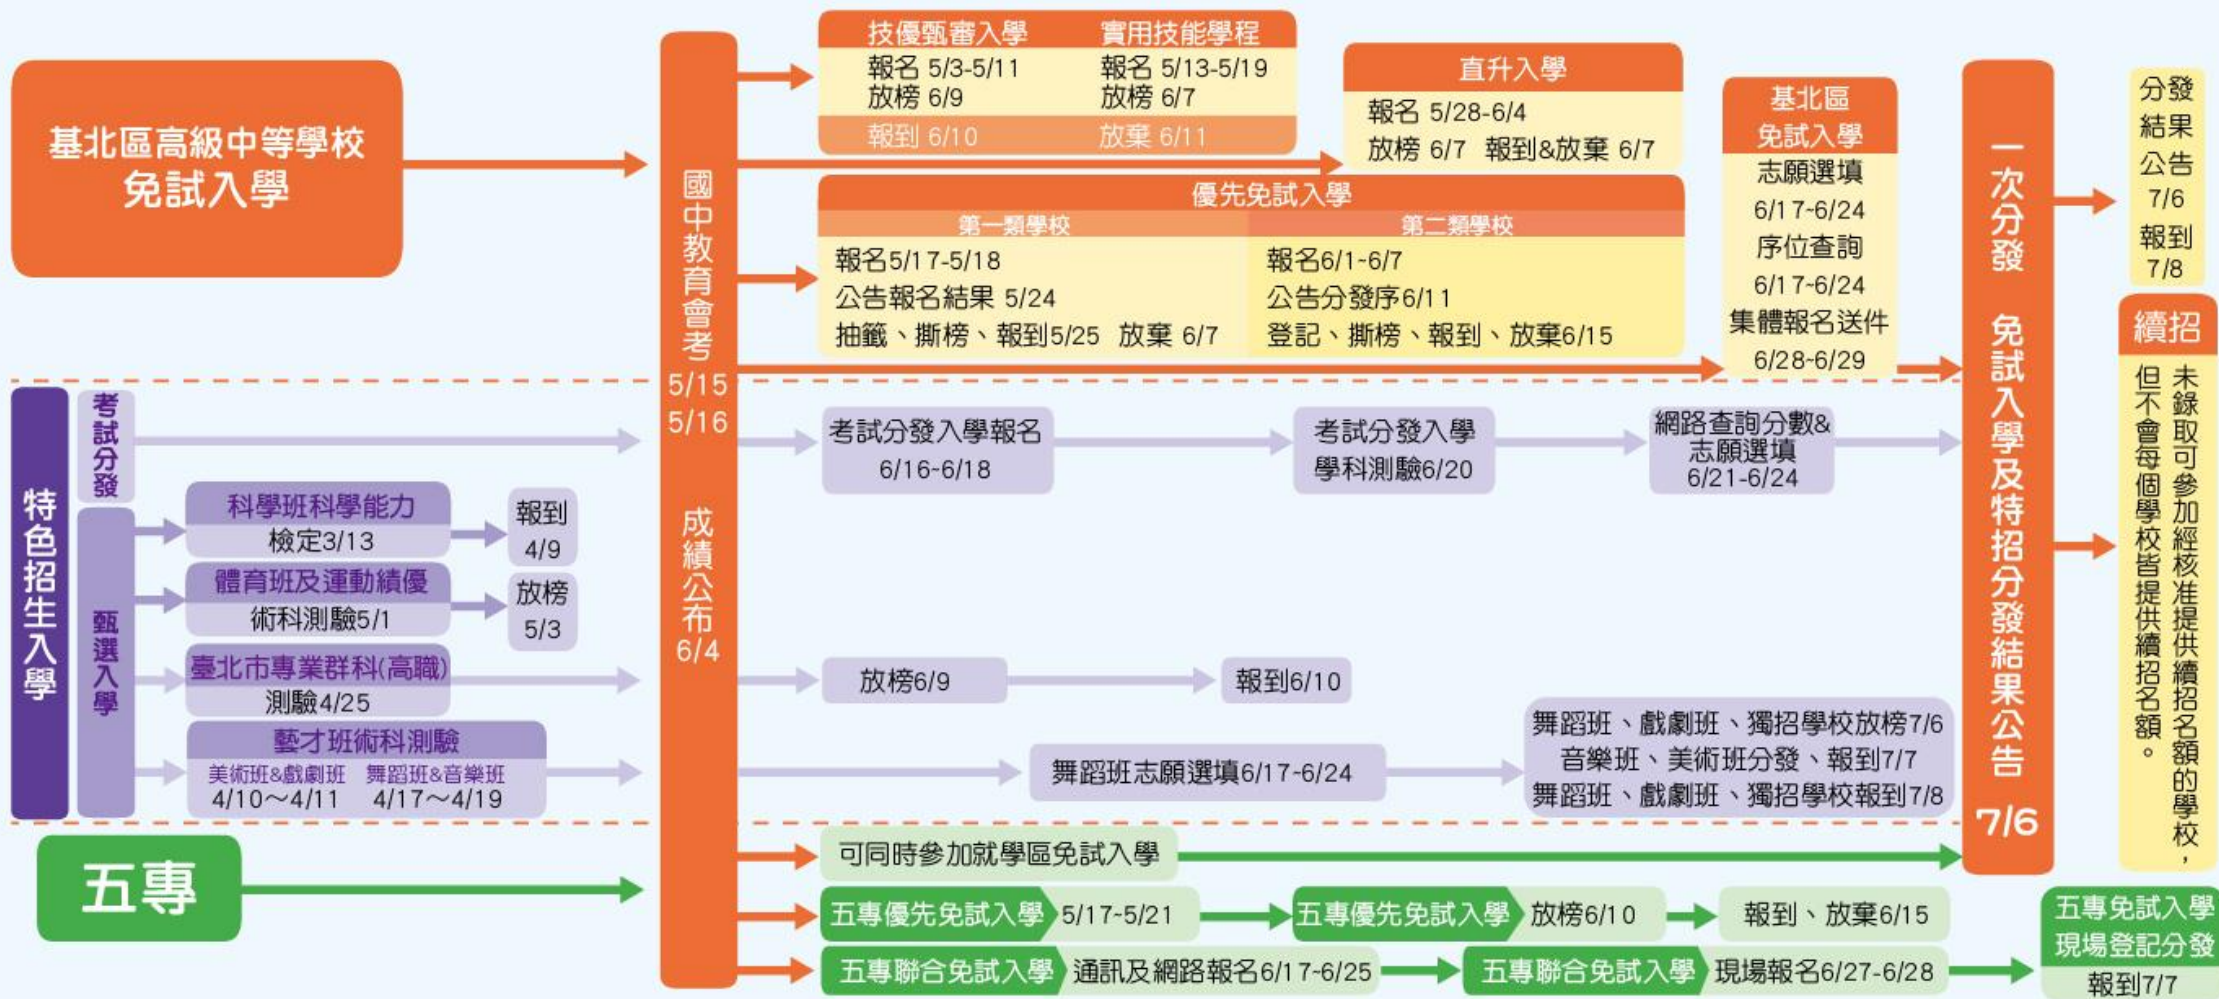 基北區高級中等學校
免試入學
國中教育會考
5/15
5/16
成績公布
6/4
技優甄審入學
報名 5/3-5/11
放榜 6/9
報到 6/10
實用技能學程
報名 5/13-5/19
放榜 6/7
放棄 6/11
直升入學
報名 5/28-6/4
放榜 6/7 報到&放棄 6/7
優先免試入學
第一類學校
報名5/17-5/18
公告報名結果 5/24
抽籤、撕榜、報到5/25 放棄 6/7
第二類學校
報名6/1~6/7
公告分發序6/11
登記、撕榜、報到、放棄6/15
基北區
免試入學
志願選填
6/17~6/24
序位查詢
6/17~6/24
集體報名送件
6/28~6/29
一次分發 免試入學及特招分發結果公告
7/6
分發
結果
公告
7/6
報到
7/8
續招
未錄取可參加經核准提供續招名額的學校，
但不會每個學校皆提供續招名額。
特色招生入學
考試分發
考試分發入學報名
6/16~6/18
考試分發入學
學科測驗6/20
網路查詢分數&
志願選填
6/21-6/24
甄選入學
科學班科學能力
檢定3/13
報到
4/9
體育班及運動績優
術科測驗5/1
放榜
5/3
臺北市專業群科(高職)
測驗4/25
放榜6/9
報到6/10
藝才班術科測驗
美術班&戲劇班 舞蹈班&音樂班
4/10～4/11 4/17～4/19
舞蹈班志願選填6/17~6/24
舞蹈班、戲劇班、獨招學校放榜7/6
音樂班、美術班分發、報到7/7
舞蹈班、戲劇班、獨招學校報到7/8
五專
可同時參加就學區免試入學
五專優先免試入學 5/17~5/21
五專優先免試入學 放榜6/10
報到、放棄6/15
五專聯合免試入學 通訊及網路報名6/17~6/25
五專聯合免試入學 現場報名6/27-6/28
五專免試入學
現場登記分發
報到7/7